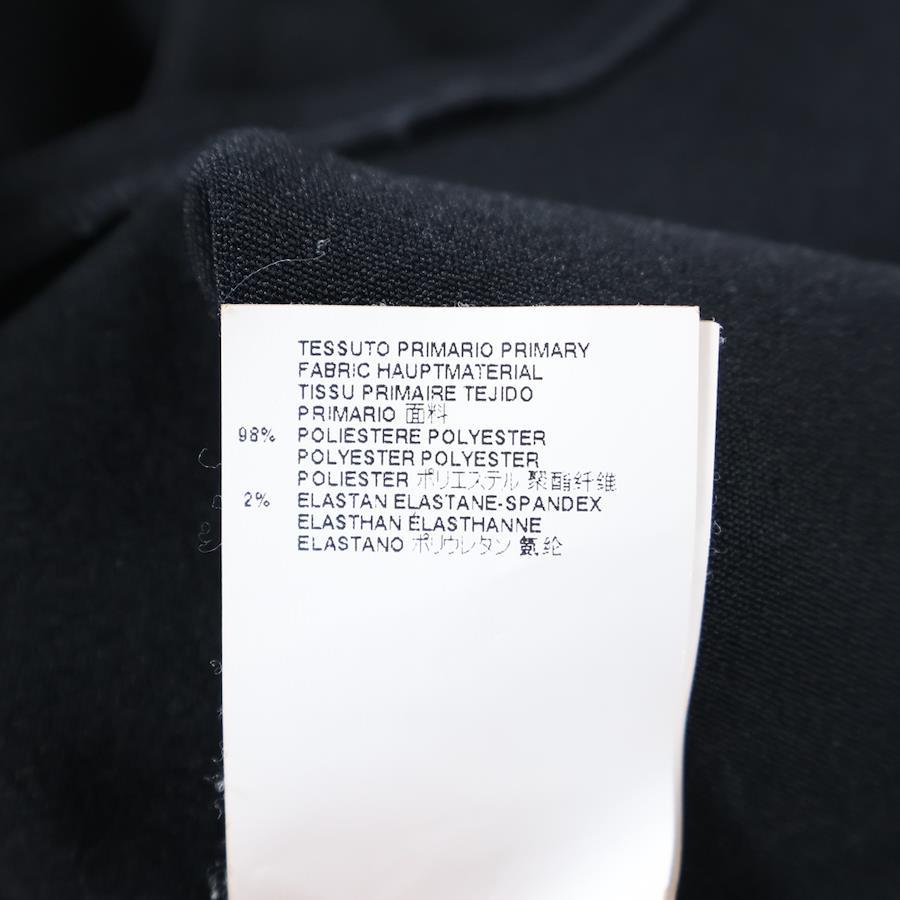 TESSUTO PRIMARIO PRIMARY
FABRIC HAUPTMATERIAL
TISSU PRIMAIRE TEJIDO
PRIMARIO 面料
98% POLIESTERE POLYESTER
POLYESTER POLYESTER
POLIESTER ポリエステル 聚酯纤维
2% ELASTAN ELASTANE-SPANDEX
ELASTHAN ELASTHANNE
ELASTANO ポリウレタン 氨纶